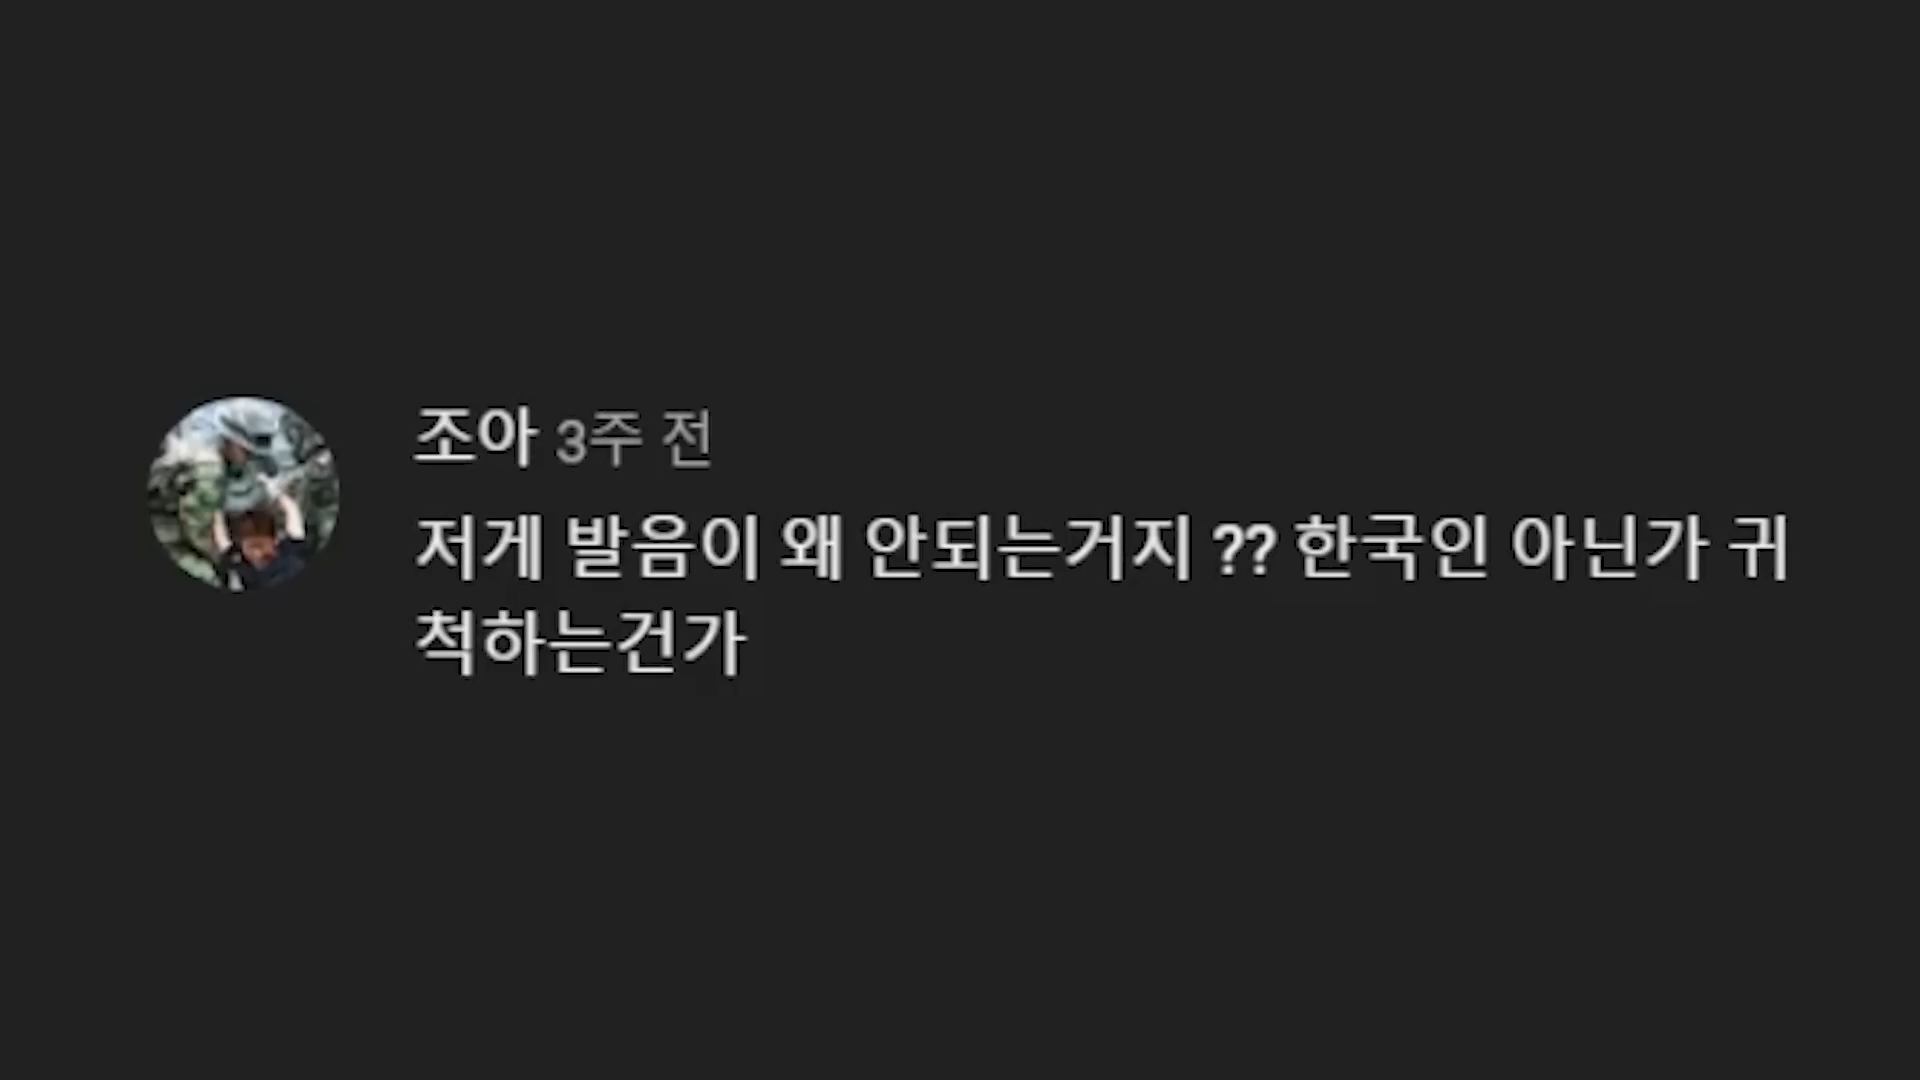 조아 3주 전
저게 발음이 왜 안되는거지 ?? 한국인 아닌가 귀
척하는건가